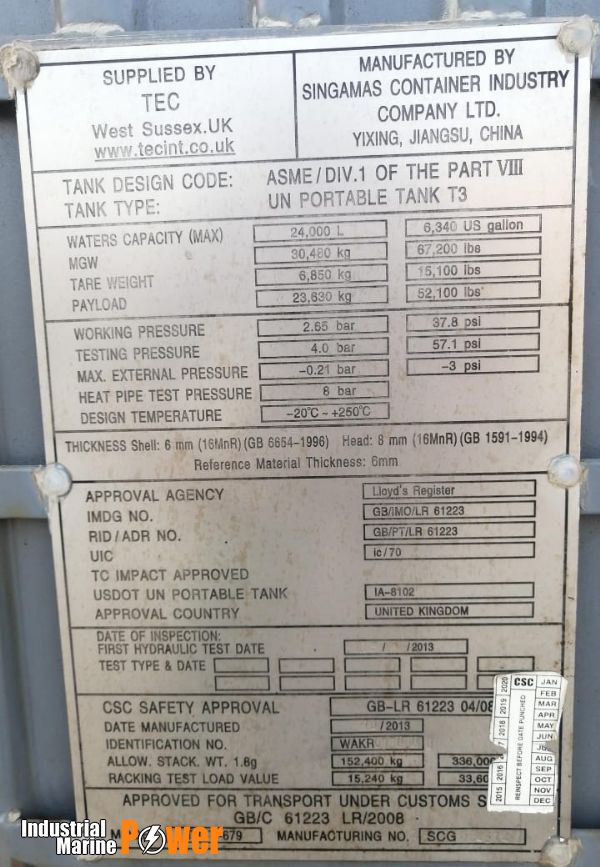 SUPPLIED BY
TEC
West Sussex.UK
www.tecint.co.uk
MANUFACTURED BY
SINGAMAS CONTAINER INDUSTRY
COMPANY LTD.
YIXING, JIANGSU, CHINA
TANK DESIGN CODE: ASME/DIV.1 OF THE PART VIII
TANK TYPE: UN PORTABLE TANK T3
WATERS CAPACITY (MAX) 24,000 L 6,340 US gallon
MGW 30,480 kg 67,200 lbs
TARE WEIGHT 6,850 kg 15,100 lbs
PAYLOAD 23,630 kg 52,100 lbs
WORKING PRESSURE 2.65 bar 37.8 psi
TESTING PRESSURE 4.0 bar 57.1 psi
MAX. EXTERNAL PRESSURE -0.21 bar -3 psi
HEAT PIPE TEST PRESSURE 8 bar
DESIGN TEMPERATURE -20℃ ~ +250℃
THICKNESS Shell: 6 mm (16MnR) (GB 6654-1996) Head: 8 mm (16MnR) (GB 1591-1994)
Reference Material Thickness: 6mm
APPROVAL AGENCY Lloyd's Register
IMDG NO. GB/IMO/LR 61223
RID/ADR NO. GB/PT/LR 61223
UIC ic/70
TC IMPACT APPROVED
USDOT UN PORTABLE TANK IA-8102
APPROVAL COUNTRY UNITED KINGDOM
DATE OF INSPECTION:
FIRST HYDRAULIC TEST DATE / /2013
TEST TYPE & DATE
CSC SAFETY APPROVAL GB-LR 61223 04/08
DATE MANUFACTURED /2013
IDENTIFICATION NO. WAKR
ALLOW. STACK. WT. 1.8g 152,400 kg 336,00
RACKING TEST LOAD VALUE 15,240 kg 33,60
APPROVED FOR TRANSPORT UNDER CUSTOMS S
GB/C 61223 LR/2008
679 MANUFACTURING NO. SCG
2015 2016 7 2018 2019 2020
REINSPECT BEFORE DATE PUNCHED
CSC
JAN
FEB
MAR
APR
MAY
JUN
AUG
SEP
OCT
NOV
DEC
Industrial
Marine Power